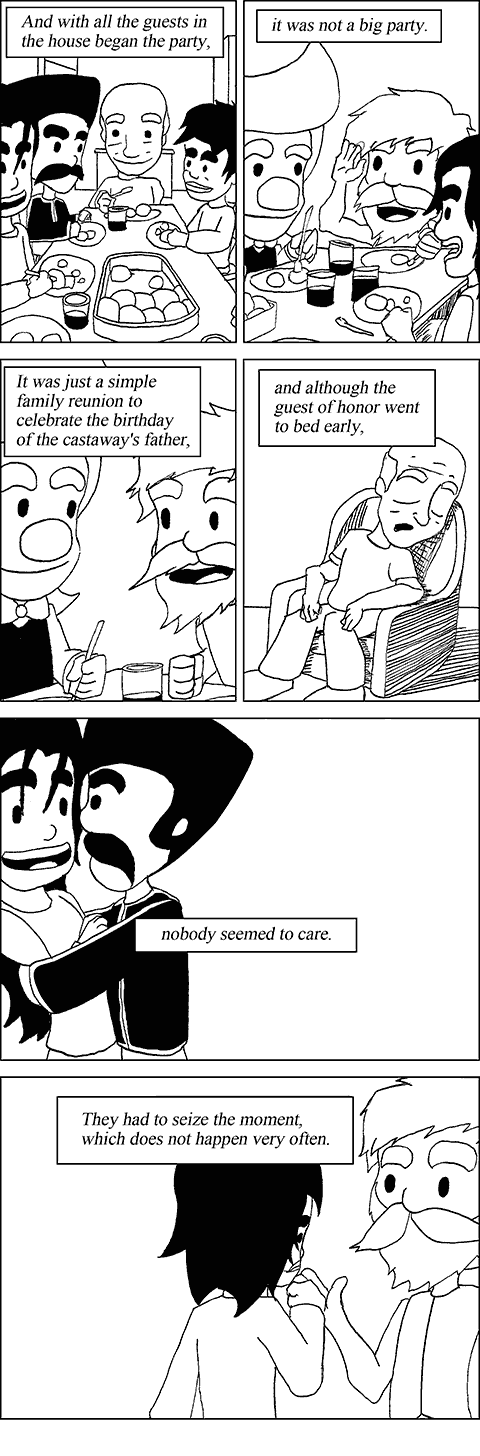 And with all the guests in
the house began the party,
it was not a big party.
It was just a simple
family reunion to
celebrate the birthday
of the castaway's father,
and although the
guest of honor went
to bed early,
nobody seemed to care.
They had to seize the moment,
which does not happen very often.